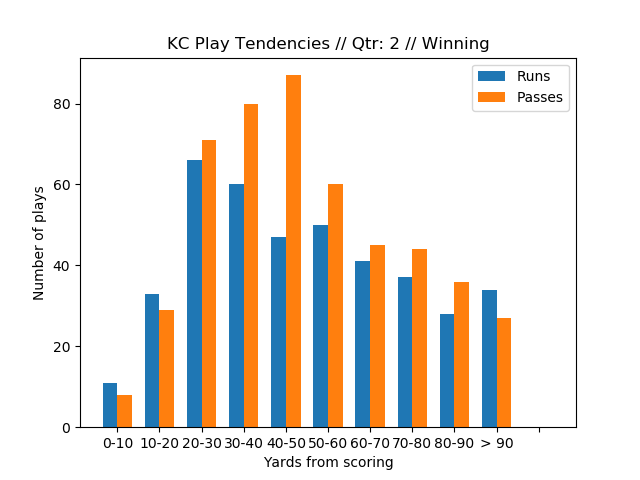 KC Play Tendencies // Qtr: 2 // Winning
Runs
Passes
80
60
40
20
0
Number of plays
0-10 10-20 20-30 30-40 40-50 50-60 60-70 70-80 80-90 > 90
Yards from scoring